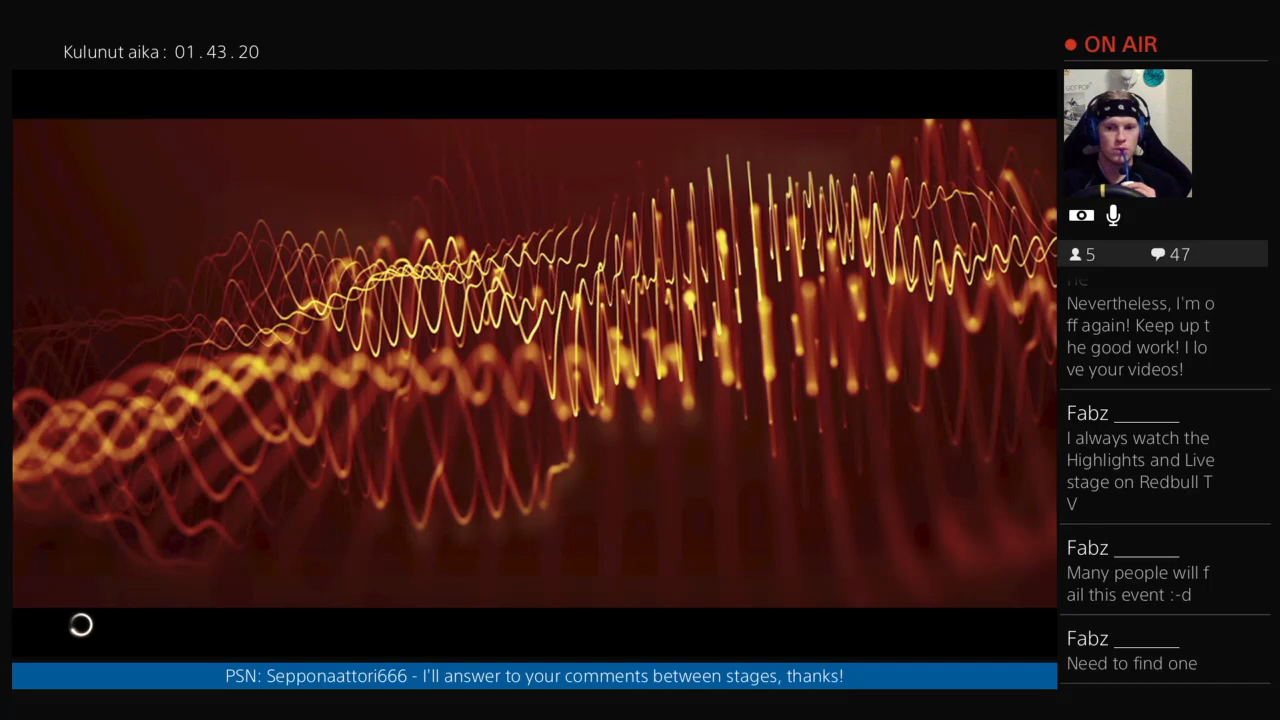 Kulunut aika : 01 . 43 . 20
ON AIR
GOT POP
5 47
Nevertheless, I'm o
ff again! Keep up t
he good work! I lo
ve your videos!
Fabz _______
I always watch the
Highlights and Live
stage on Redbull T
V
Fabz _______
Many people will f
ail this event :-d
Fabz _______
Need to find one
PSN: Sepponaattori666 - I'll answer to your comments between stages, thanks!